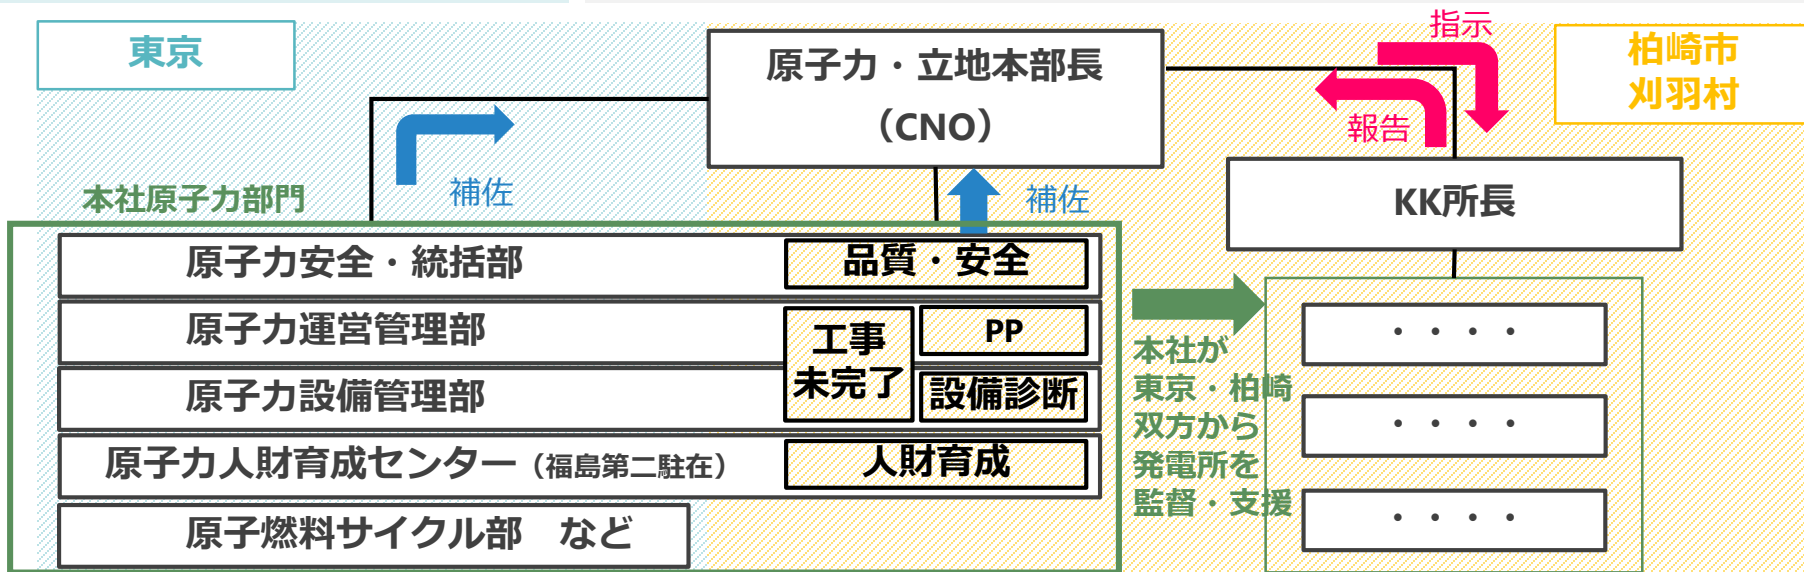 東京
原子力・立地本部長
（CNO）
指示
報告
柏崎市
刈羽村
補佐
補佐
本社原子力部門
KK所長
原子力安全・統括部
品質・安全
原子力運営管理部
工事
未完了
PP
原子力設備管理部
設備診断
原子力人財育成センター（福島第二駐在）
人財育成
原子燃料サイクル部　など
本社が
東京・柏崎
双方から
発電所を
監督・支援
・・・・
・・・・
・・・・